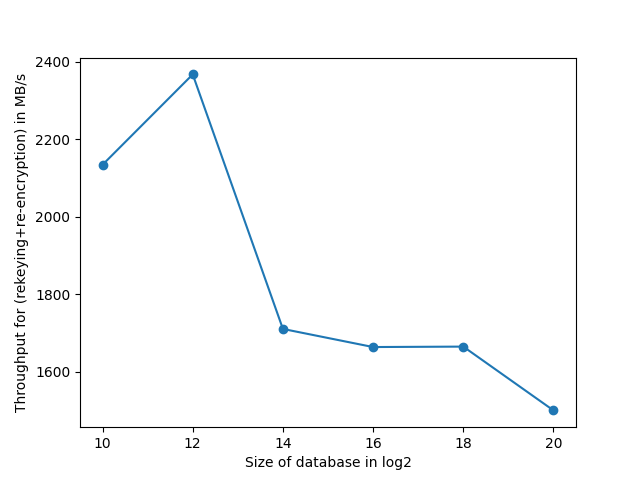 Throughput for (rekeying+re-encryption) in MB/s
2400
2200
2000
1800
1600
10 12 14 16 18 20
Size of database in log2